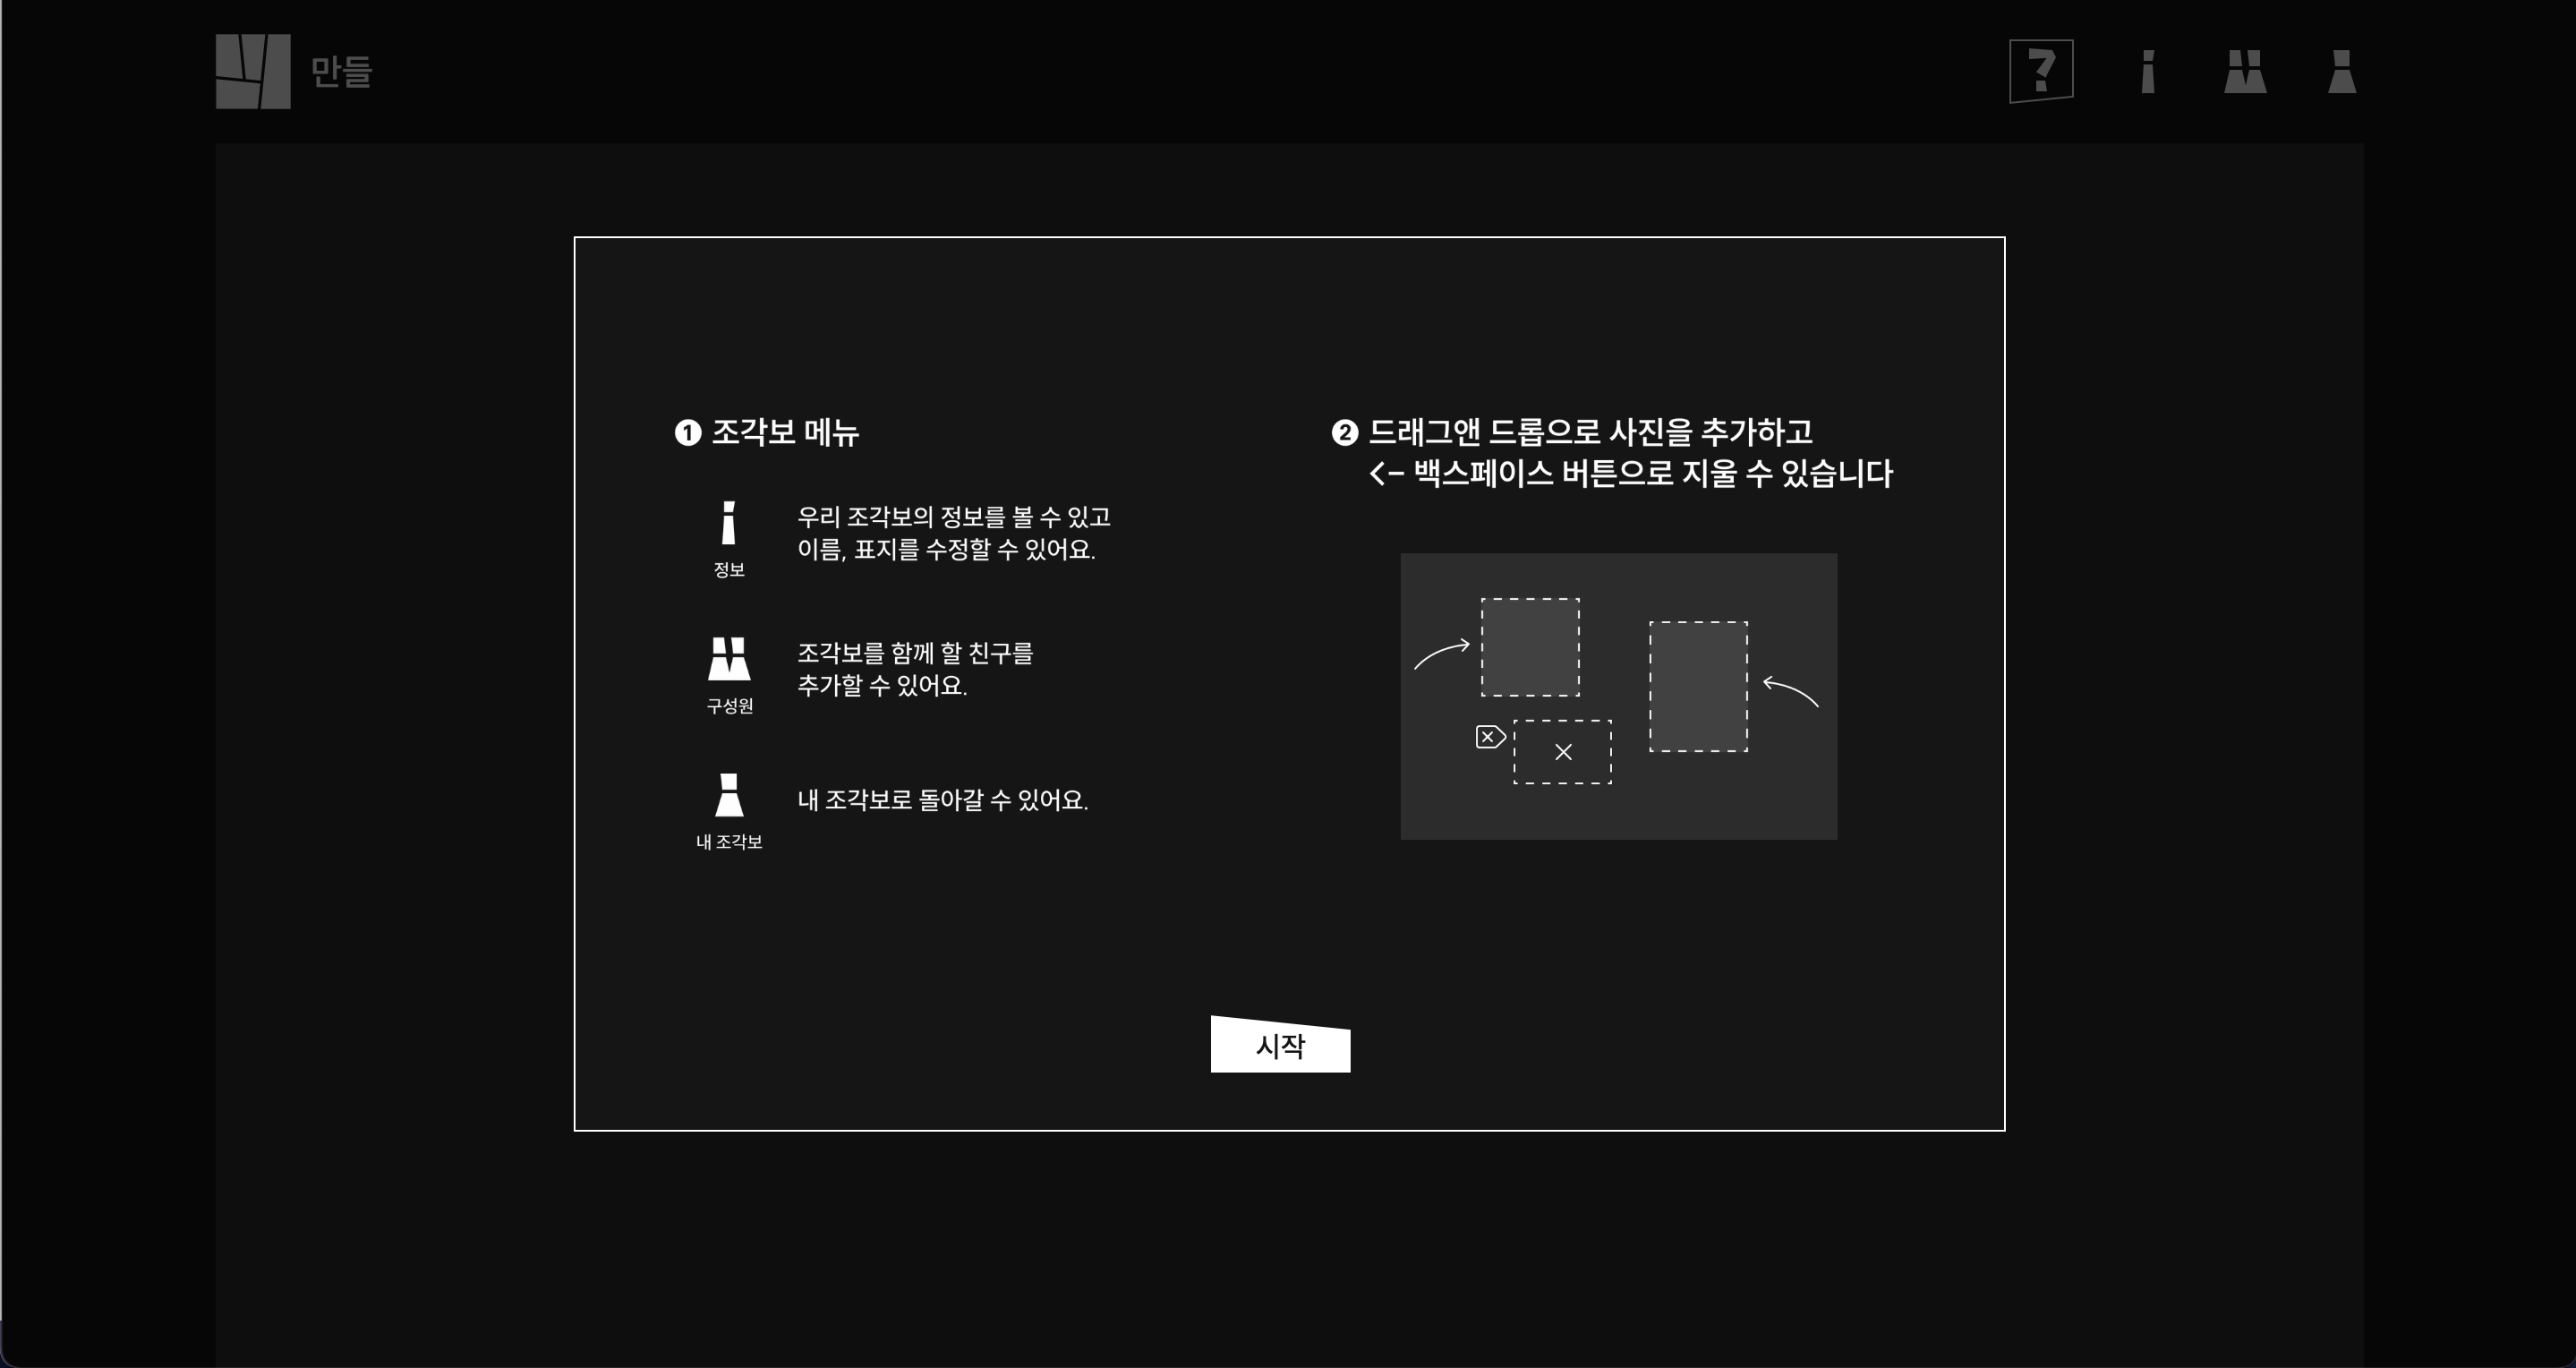 만들
?
❶ 조각보 메뉴
정보
우리 조각보의 정보를 볼 수 있고
이름, 표지를 수정할 수 있어요.
구성원
조각보를 함께 할 친구를
추가할 수 있어요.
내 조각보
내 조각보로 돌아갈 수 있어요.
❷ 드래그앤 드롭으로 사진을 추가하고
<- 백스페이스 버튼으로 지울 수 있습니다
시작